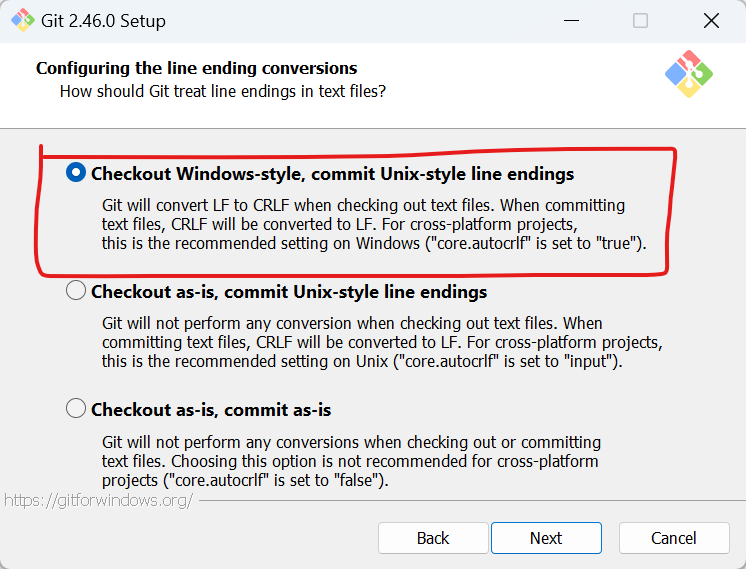 Git 2.46.0 Setup
Configuring the line ending conversions
How should Git treat line endings in text files?
Checkout Windows-style, commit Unix-style line endings
Git will convert LF to CRLF when checking out text files. When committing
text files, CRLF will be converted to LF. For cross-platform projects,
this is the recommended setting on Windows ("core.autocrlf" is set to "true").
Checkout as-is, commit Unix-style line endings
Git will not perform any conversion when checking out text files. When
committing text files, CRLF will be converted to LF. For cross-platform projects,
this is the recommended setting on Unix ("core.autocrlf" is set to "input").
Checkout as-is, commit as-is
Git will not perform any conversions when checking out or committing
text files. Choosing this option is not recommended for cross-platform
projects ("core.autocrlf" is set to "false").
https://gitforwindows.org/
Back Next Cancel